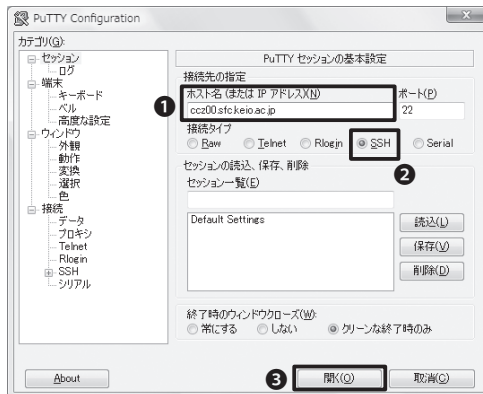 PuTTY Configuration
カテゴリ(G):
セッション
ログ
端末
キーボード
ベル
高度な設定
ウィンドウ
外観
動作
変換
選択
色
接続
データ
プロキシ
Telnet
Rlogin
SSH
シリアル
PuTTY セッションの基本設定
接続先の指定
ホスト名 (または IP アドレス)(N) ポート(P)
❶ ccz00.sfc.keio.ac.jp 22
接続タイプ
Raw Telnet Rlogin SSH Serial
❷
セッションの読込、保存、削除
セッション一覧(E)
Default Settings
読込(L)
保存(V)
削除(D)
終了時のウィンドウクローズ(W):
常にする しない クリーンな終了時のみ
About ❸ 開く(O) 取消(C)